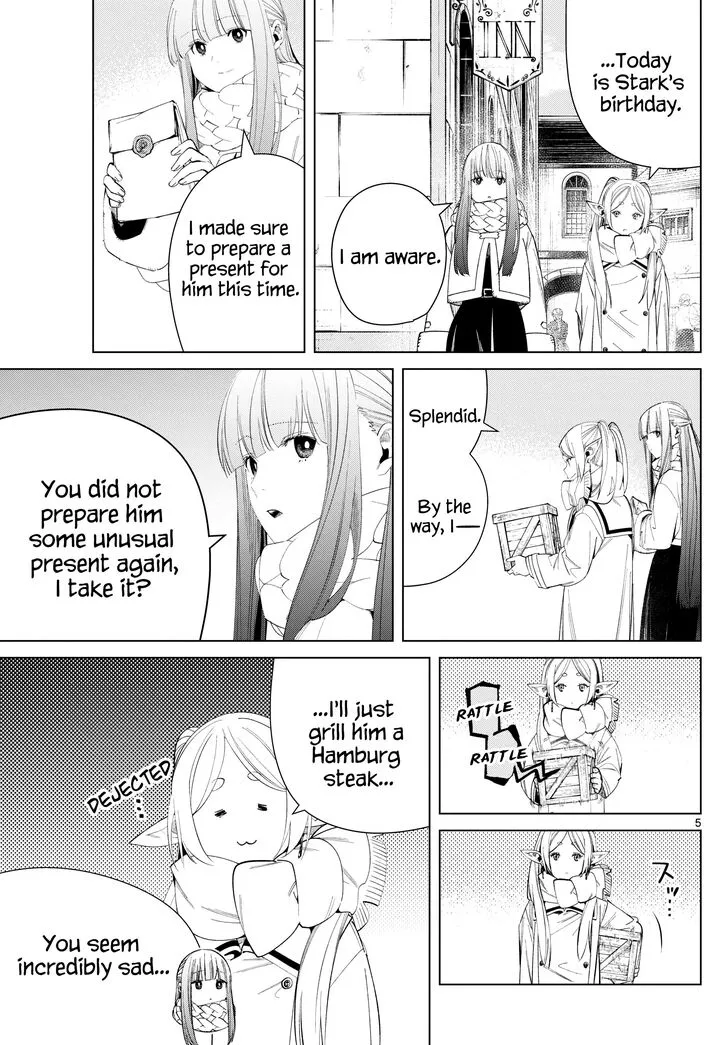 INN
...Today
is Stark's
birthday.
I am aware.
I made sure
to prepare a
present for
him this time.
Splendid.
By the
way, I—
You did not
prepare him
some unusual
present again,
I take it?
RATTLE
RATTLE
5
スッ...
...I'll just
grill him a
Hamburg
steak...
DEJECTED
...
You seem
incredibly sad...